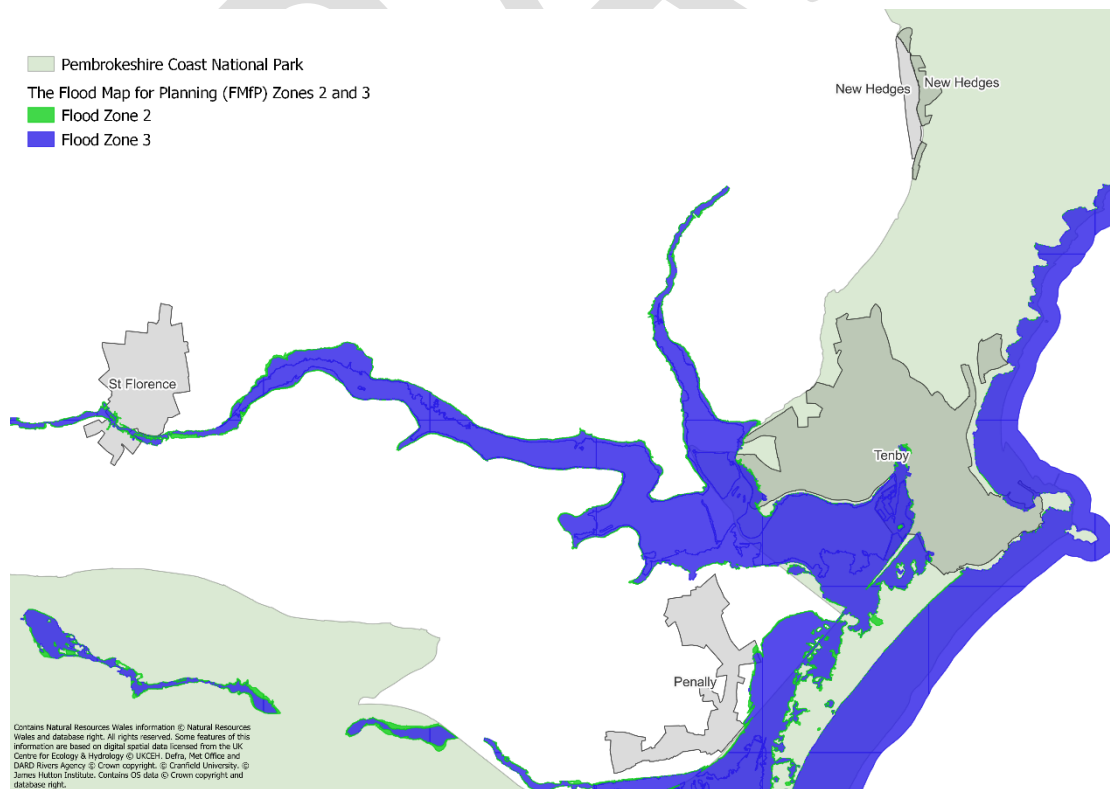 Pembrokeshire Coast National Park
The Flood Map for Planning (FMfP) Zones 2 and 3
Flood Zone 2
Flood Zone 3
New Hedges
New Hedges
St Florence
Tenby
Penally
Contains Natural Resources Wales information © Natural Resources
Wales and database right. All rights reserved. Some features of this
information are based on digital spatial data licensed from the UK
Centre for Ecology & Hydrology © UKCEH. Defra, Met Office and
DARD Rivers Agency © Crown copyright. © Cranfield University. ©
James Hutton Institute. Contains OS data © Crown copyright and
database right.